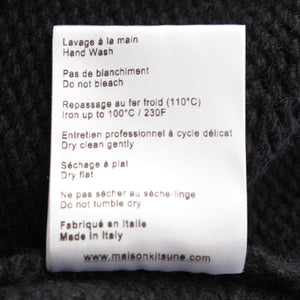 Lavage à la main
Hand Wash
Pas de blanchiment
Do not bleach
Repassage au fer froid (110°C)
Iron up to 100°C / 230F
Entretien professionnel à cycle délicat
Dry clean gently
Séchage à plat
Dry flat
Ne pas sécher au sèche-linge
Do not tumble dry
Fabriqué en Italie
Made in Italy
www.maisonkitsune.com